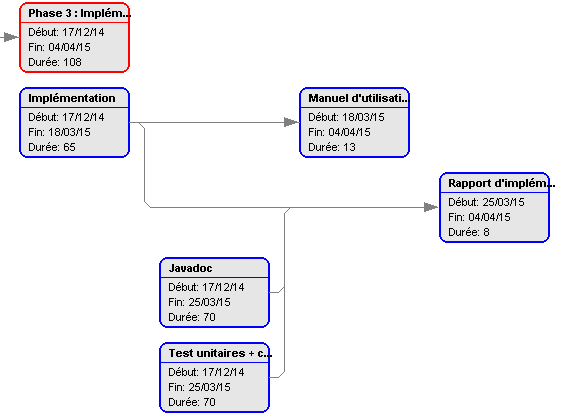 Phase 3 : Implém...
Début: 17/12/14
Fin: 04/04/15
Durée: 108
Implémentation
Début: 17/12/14
Fin: 18/03/15
Durée: 65
Manuel d'utilisati...
Début: 18/03/15
Fin: 04/04/15
Durée: 13
Rapport d'implém...
Début: 25/03/15
Fin: 04/04/15
Durée: 8
Javadoc
Début: 17/12/14
Fin: 25/03/15
Durée: 70
Test unitaires + c...
Début: 17/12/14
Fin: 25/03/15
Durée: 70